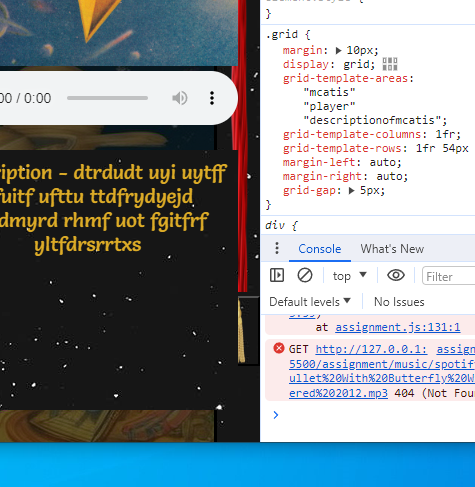 00 / 0:00
ription - dtrdudt uyi uytff
fuitf ufttu ttdfrydyejd
dmyrd rhmf uot fgitfrf
yltfdrsrrtxs
}
.grid {
margin: 10px;
display: grid;
grid-template-areas:
"mcatis"
"player"
"descriptionofmcatis";
grid-template-columns: 1fr;
grid-template-rows: 1fr 54px
margin-left: auto;
margin-right: auto;
grid-gap: 5px;
}
div {
Console What's New
top Filter
Default levels No Issues
at assignment.js:131:1
GET http://127.0.0.1: assig
5500/assignment/music/spotif
ullet%20With%20Butterfly%20W
ered%202012.mp3 404 (Not Fou